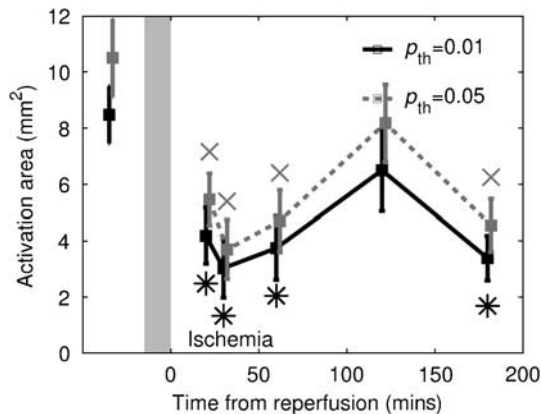 12
10
8
6
4
2
0
Activation area (mm²)
p_th=0.01
p_th=0.05
Ischemia
0 50 100 150 200
Time from reperfusion (mins)